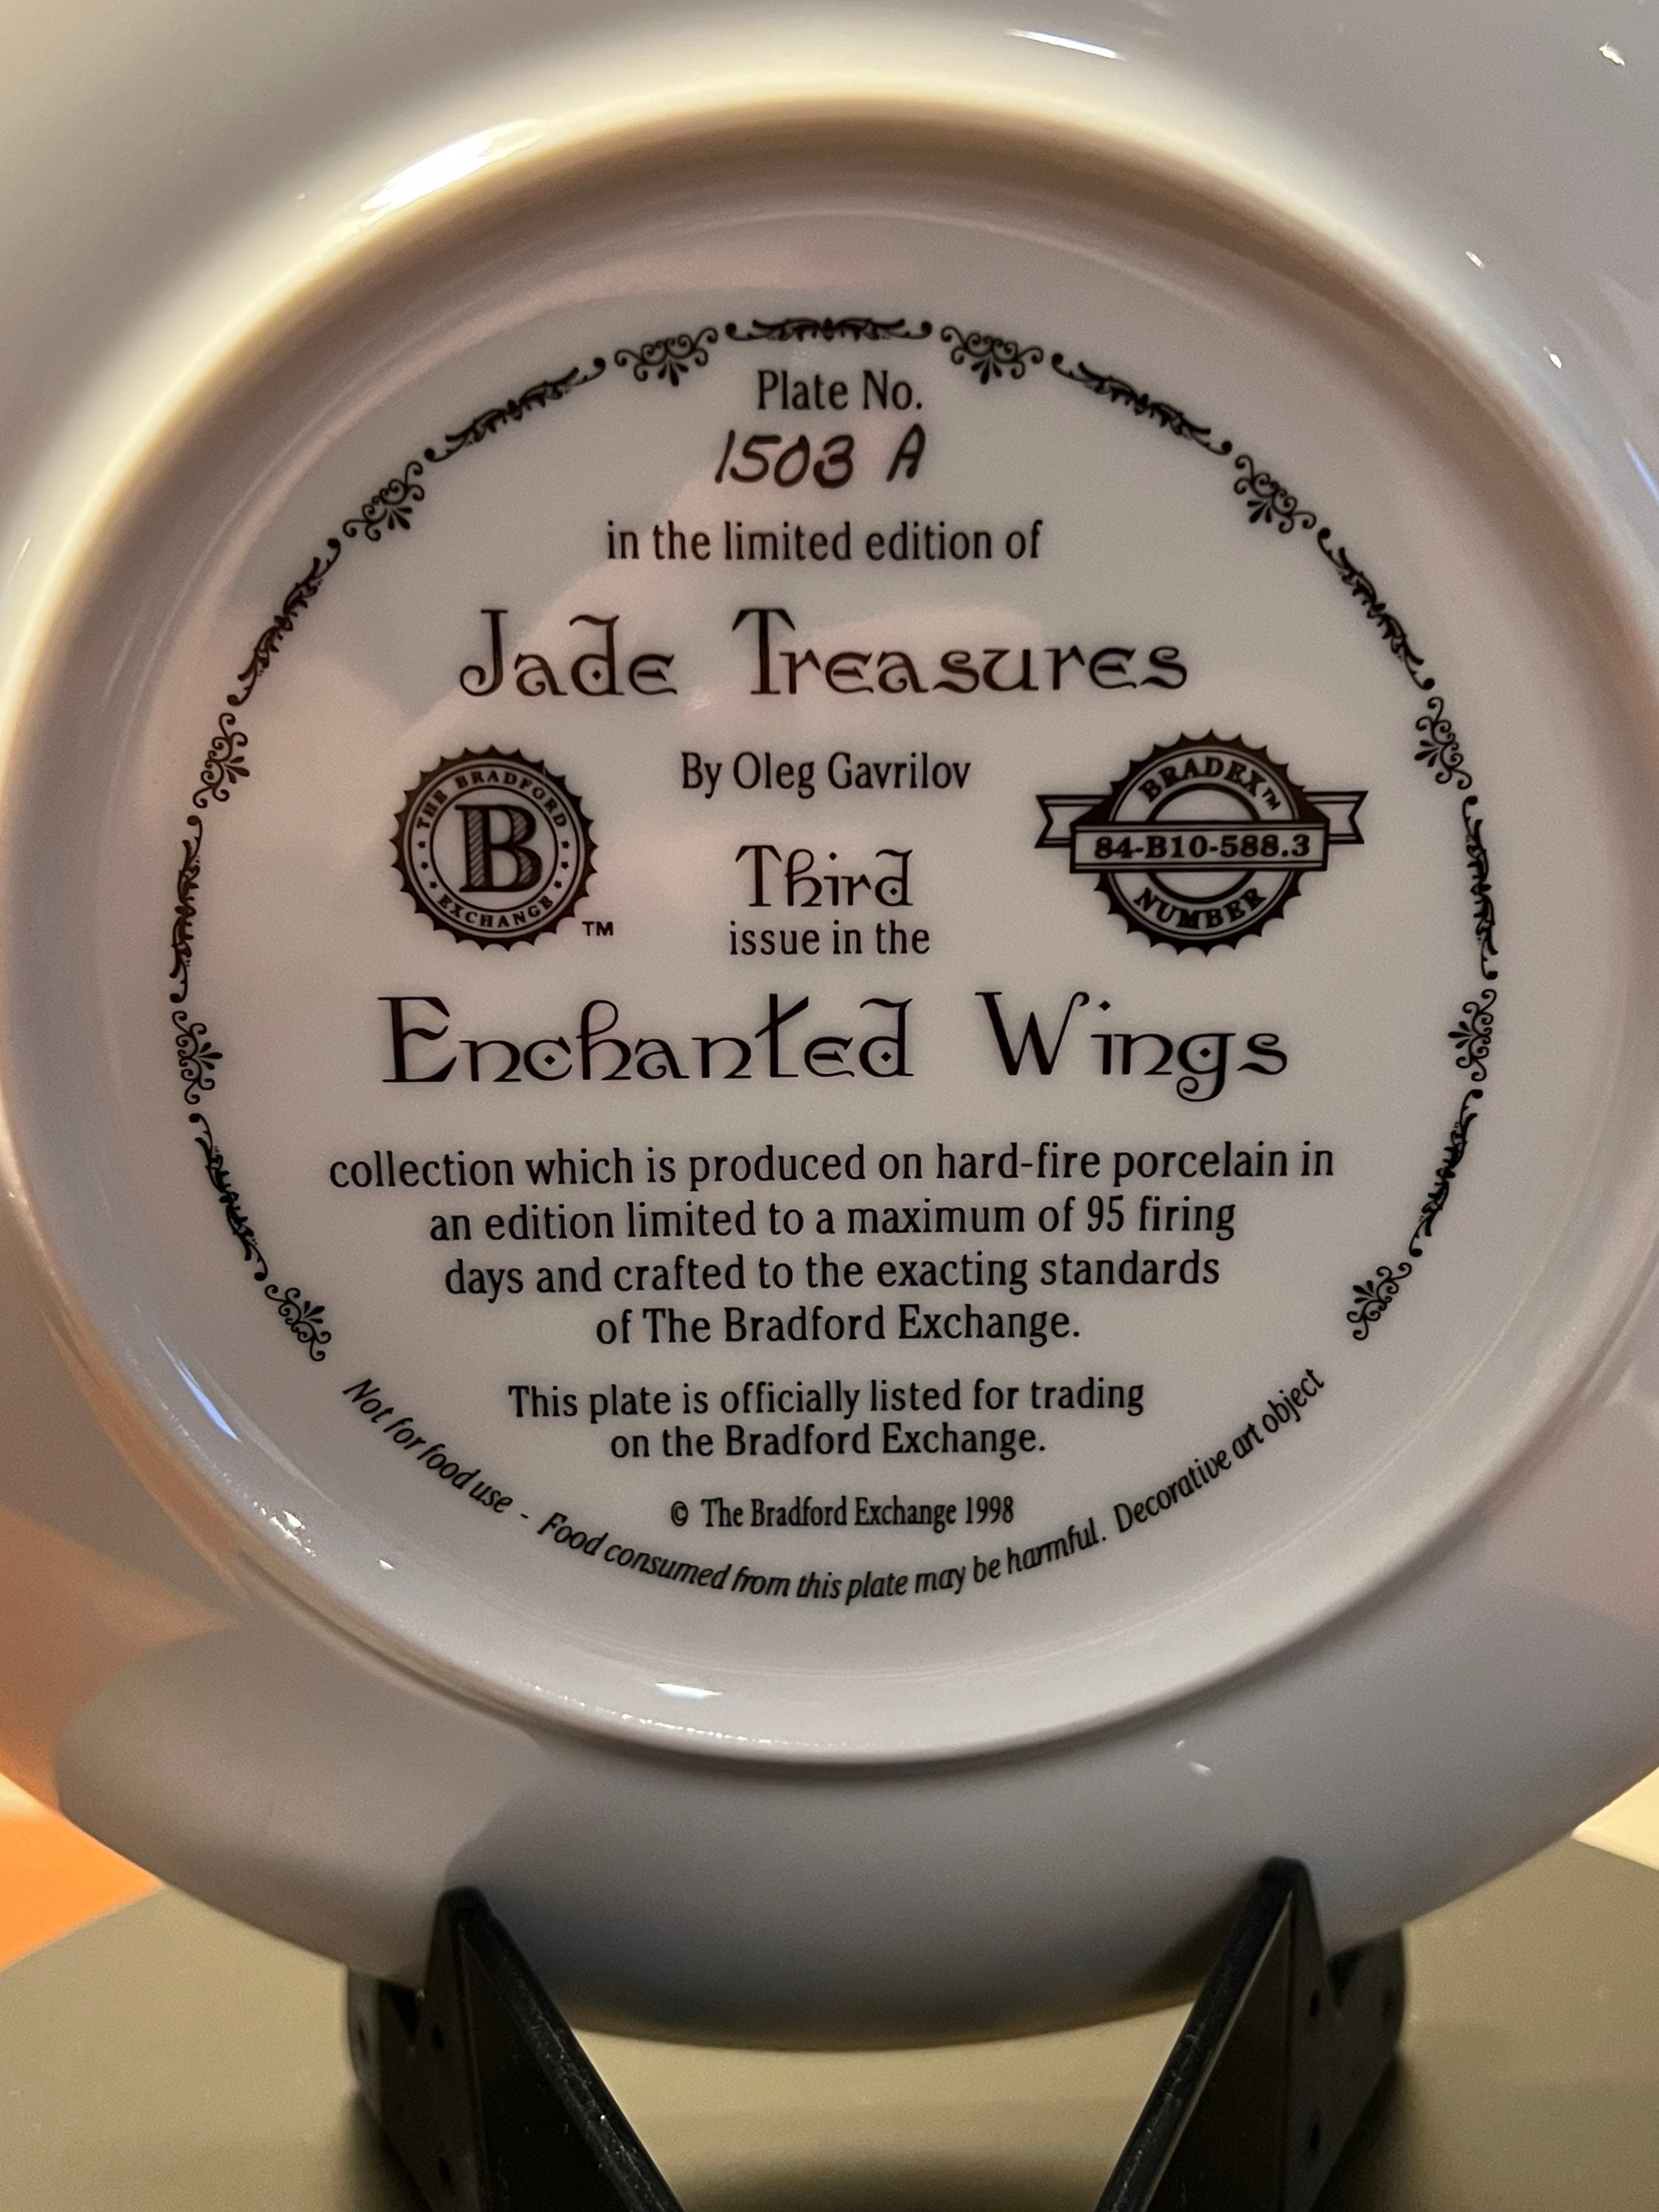 Plate No.
1503 A
in the limited edition of
Jade Treasures
By Oleg Gavrilov
THE BRADFORD
B
EXCHANGE
TM
BRADEX™
84-B10-588.3
NUMBER
Third
issue in the
Enchanted Wings
collection which is produced on hard-fire porcelain in
an edition limited to a maximum of 95 firing
days and crafted to the exacting standards
of The Bradford Exchange.
This plate is officially listed for trading
on the Bradford Exchange.
© The Bradford Exchange 1998
Not for food use - Food consumed from this plate may be harmful. Decorative art object